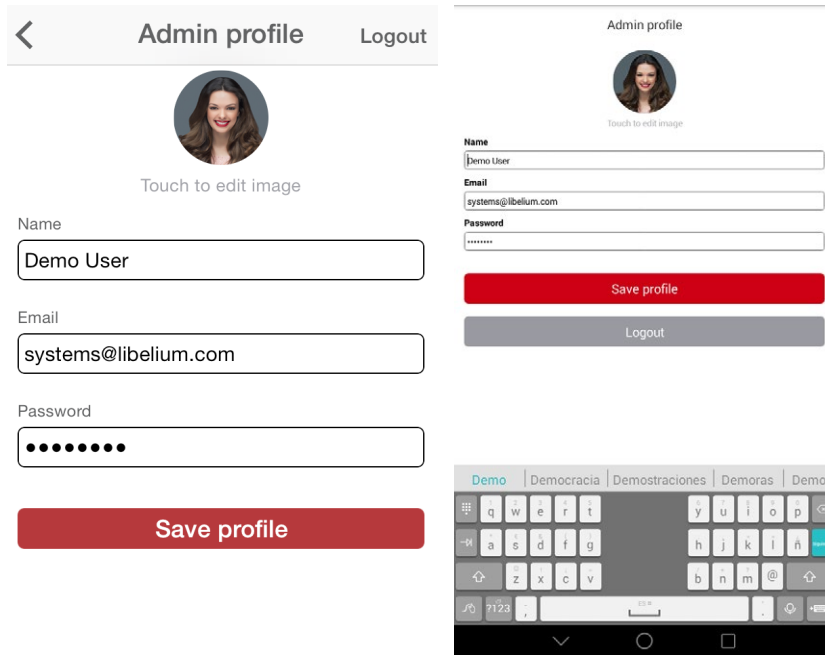 Admin profile
Logout
Touch to edit image
Name
Demo User
Email
systems@libelium.com
Password
••••••••
Save profile
Admin profile
Touch to edit image
Name
Demo User
Email
systems@libelium.com
Password
••••••••
Save profile
Logout
Demo Democracia Demostraciones Demoras Demo
q w e r t y u i o p
a s d f g h j k l ñ
z x c v b n m @
?123 , .